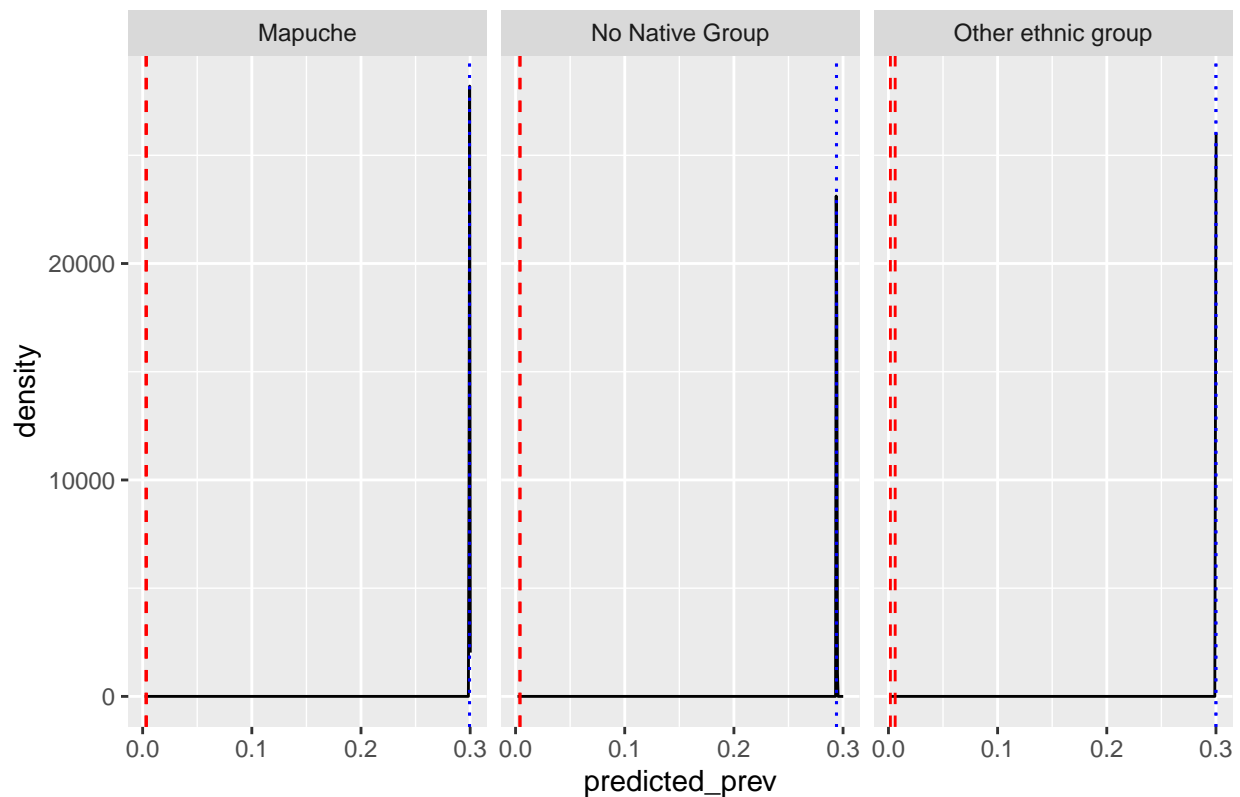 Mapuche
No Native Group
Other ethnic group
density
20000
10000
0
0.0 0.1 0.2 0.3
0.0 0.1 0.2 0.3
0.0 0.1 0.2 0.3
predicted_prev